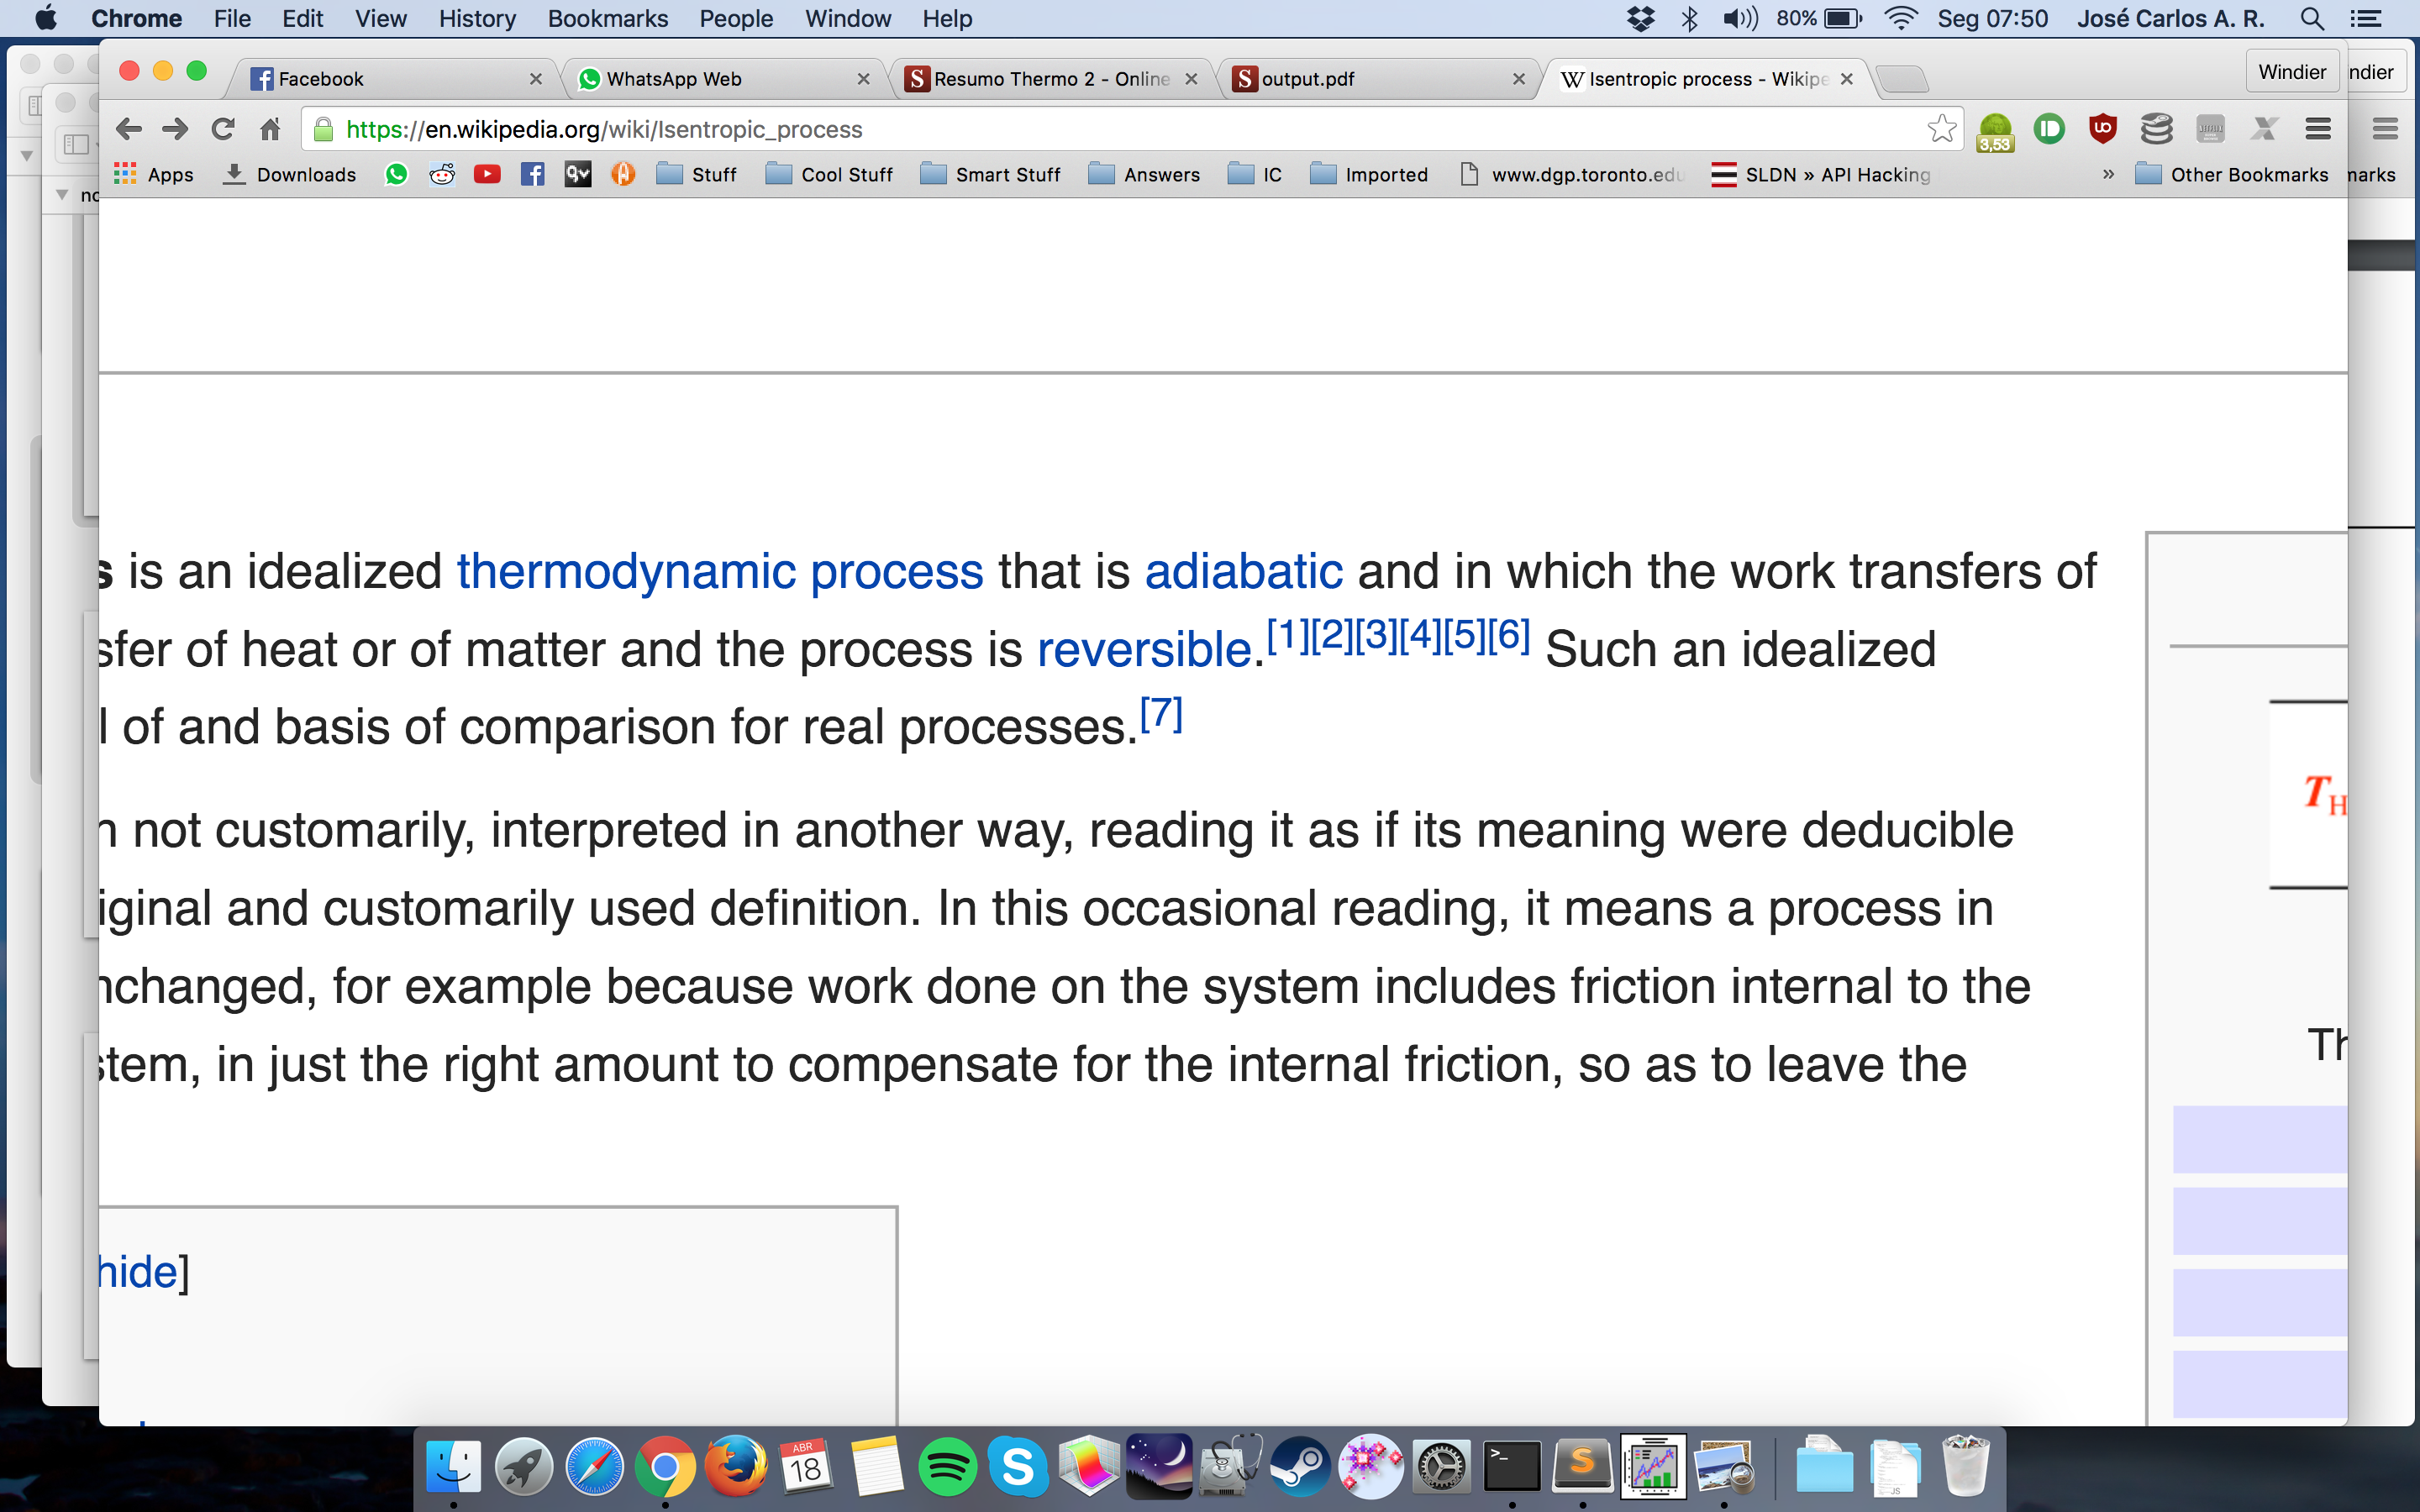 Chrome File Edit View History Bookmarks People Window Help 80% Seg 07:50 José Carlos A. R.
Facebook WhatsApp Web Resumo Thermo 2 - Online output.pdf Isentropic process - Wikipe Windier ndier
https://en.wikipedia.org/wiki/Isentropic_process 3,53
Apps Downloads Stuff Cool Stuff Smart Stuff Answers IC Imported www.dgp.toronto.edu SLDN » API Hacking » Other Bookmarks marks
no
s is an idealized thermodynamic process that is adiabatic and in which the work transfers of
sfer of heat or of matter and the process is reversible.[1][2][3][4][5][6] Such an idealized
l of and basis of comparison for real processes.[7]
TH
n not customarily, interpreted in another way, reading it as if its meaning were deducible
iginal and customarily used definition. In this occasional reading, it means a process in
nchanged, for example because work done on the system includes friction internal to the
Th
stem, in just the right amount to compensate for the internal friction, so as to leave the
hide]
ABR
18
JS